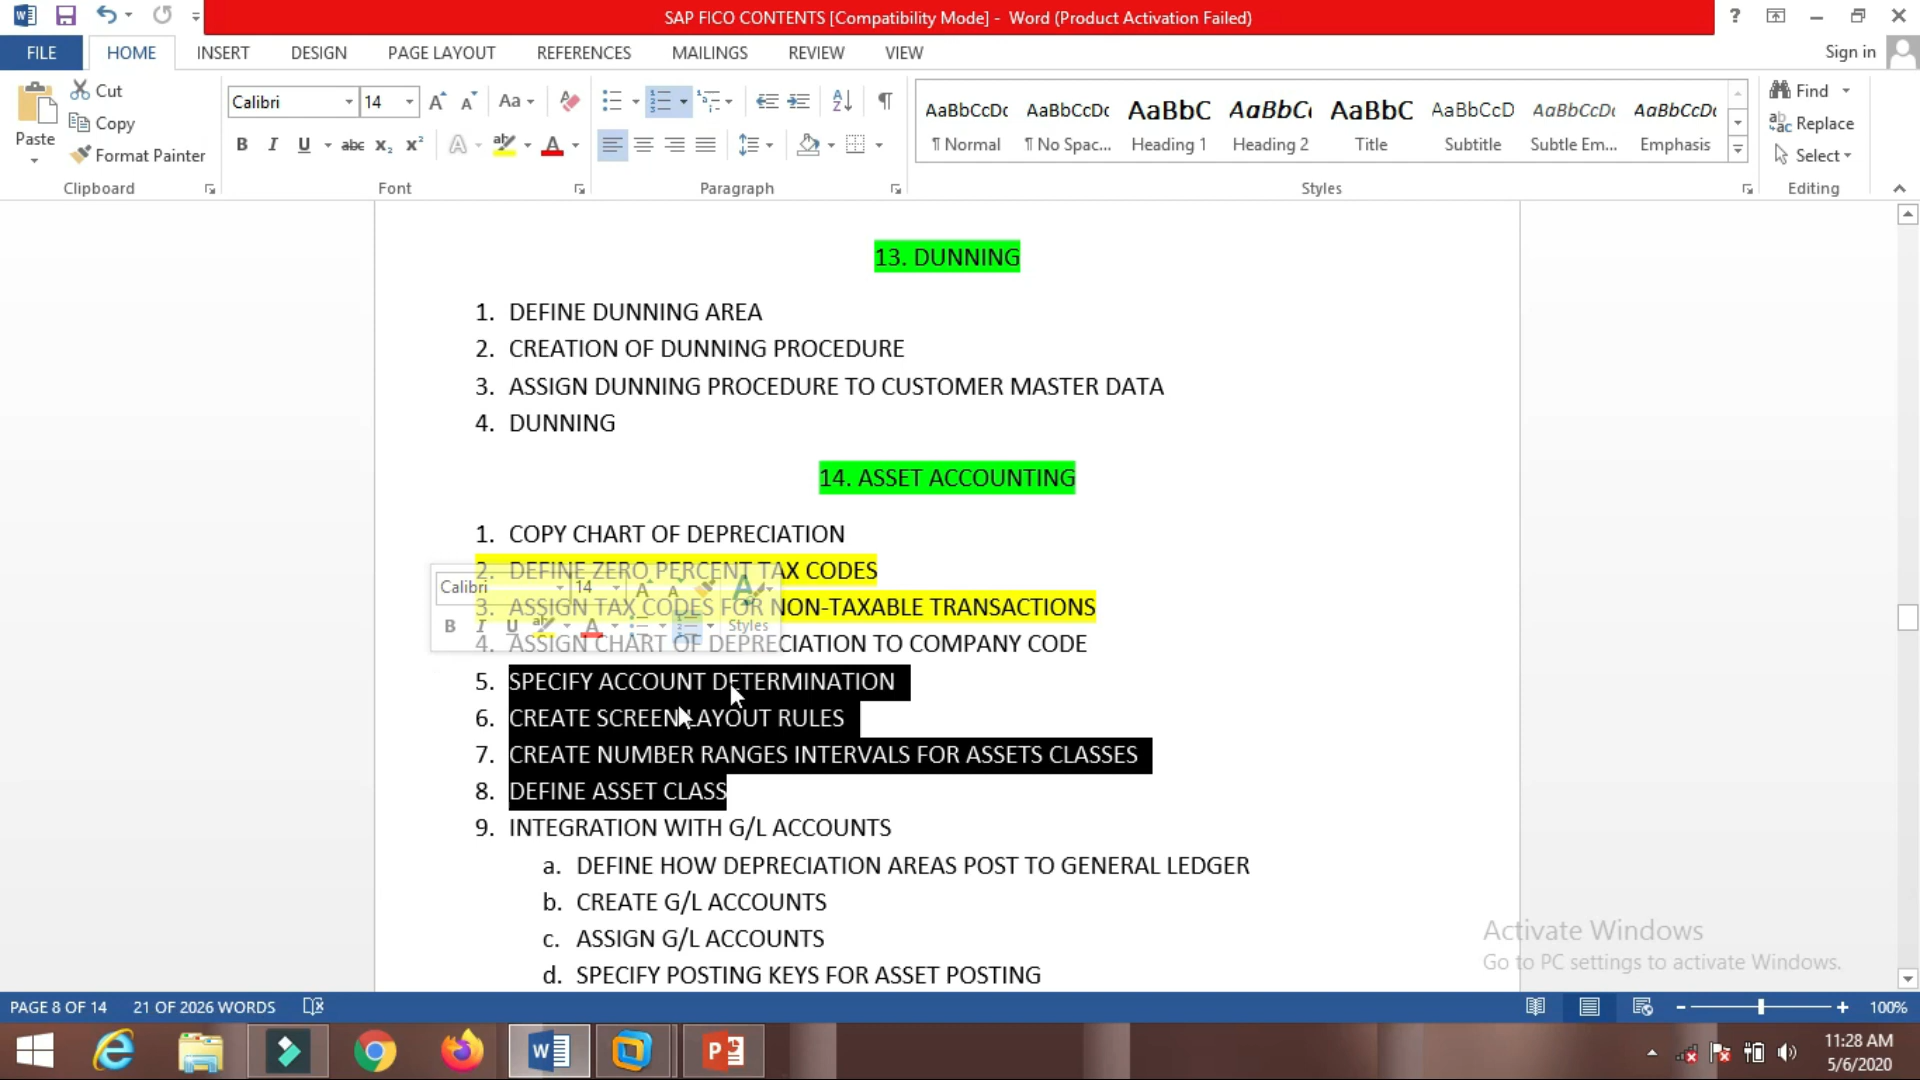 SAP FICO CONTENTS [Compatibility Mode] - Word (Product Activation Failed)
FILE HOME INSERT DESIGN PAGE LAYOUT REFERENCES MAILINGS REVIEW VIEW Sign in
Paste
Cut
Copy
Format Painter
Clipboard
Calibri 14
Font
Paragraph
AaBbCcDc AaBbCcDc AaBbC AaBbC AaBbC AaBbCcD AaBbCcDc AaBbCcDc
¶ Normal ¶ No Spac... Heading 1 Heading 2 Title Subtitle Subtle Em... Emphasis
Styles
Find
Replace
Select
Editing
13. DUNNING
1. DEFINE DUNNING AREA
2. CREATION OF DUNNING PROCEDURE
3. ASSIGN DUNNING PROCEDURE TO CUSTOMER MASTER DATA
4. DUNNING
14. ASSET ACCOUNTING
1. COPY CHART OF DEPRECIATION
2. DEFINE ZERO PERCENT TAX CODES
Calibri 14
3. ASSIGN TAX CODES FOR NON-TAXABLE TRANSACTIONS
B I U A Styles
4. ASSIGN CHART OF DEPRECIATION TO COMPANY CODE
5. SPECIFY ACCOUNT DETERMINATION
6. CREATE SCREEN LAYOUT RULES
7. CREATE NUMBER RANGES INTERVALS FOR ASSETS CLASSES
8. DEFINE ASSET CLASS
9. INTEGRATION WITH G/L ACCOUNTS
a. DEFINE HOW DEPRECIATION AREAS POST TO GENERAL LEDGER
b. CREATE G/L ACCOUNTS
c. ASSIGN G/L ACCOUNTS
d. SPECIFY POSTING KEYS FOR ASSET POSTING
Activate Windows
Go to PC settings to activate Windows.
PAGE 8 OF 14 21 OF 2026 WORDS 100%
11:28 AM
5/6/2020